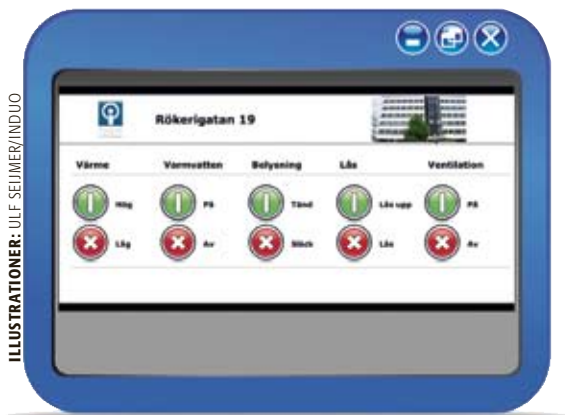 ILLUSTRATIONER: ULF SEIJMER/INDUO
Rökerigatan 19
Värme Varmvatten Belysning Lås Ventilation
Hög På Tänd Lås upp På
Låg Av Släck Lås Av